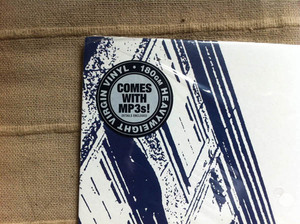 180GM HEAVYWEIGHT VIRGIN VINYL •
COMES
WITH
MP3s!